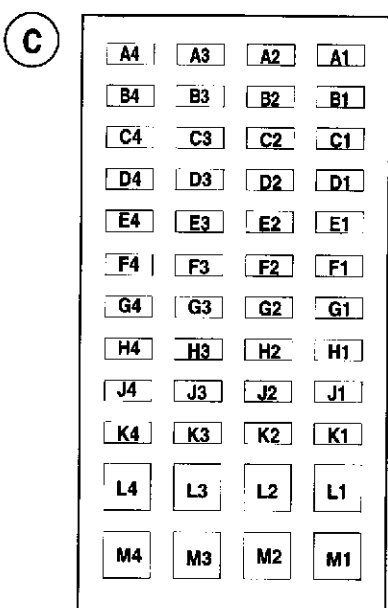 C
A4 A3 A2 A1
B4 B3 B2 B1
C4 C3 C2 C1
D4 D3 D2 D1
E4 E3 E2 E1
F4 F3 F2 F1
G4 G3 G2 G1
H4 H3 H2 H1
J4 J3 J2 J1
K4 K3 K2 K1
L4 L3 L2 L1
M4 M3 M2 M1